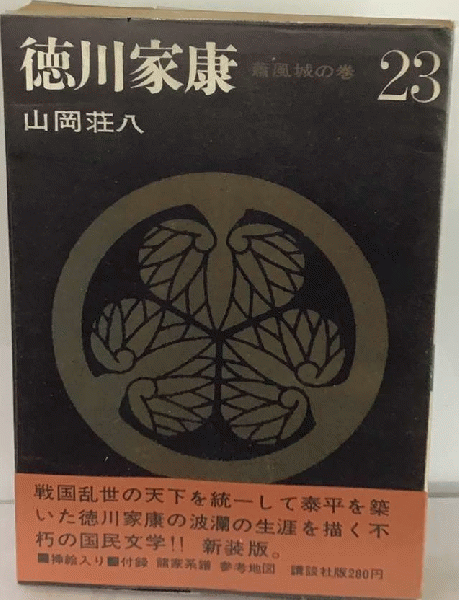 徳川家康 蕭風城の巻 23
山岡荘八
戦国乱世の天下を統一して泰平を築
いた徳川家康の波瀾の生涯を描く不
朽の国民文学!! 新装版。
■挿絵入り■付録 諸家系譜 参考地図 講談社版280円